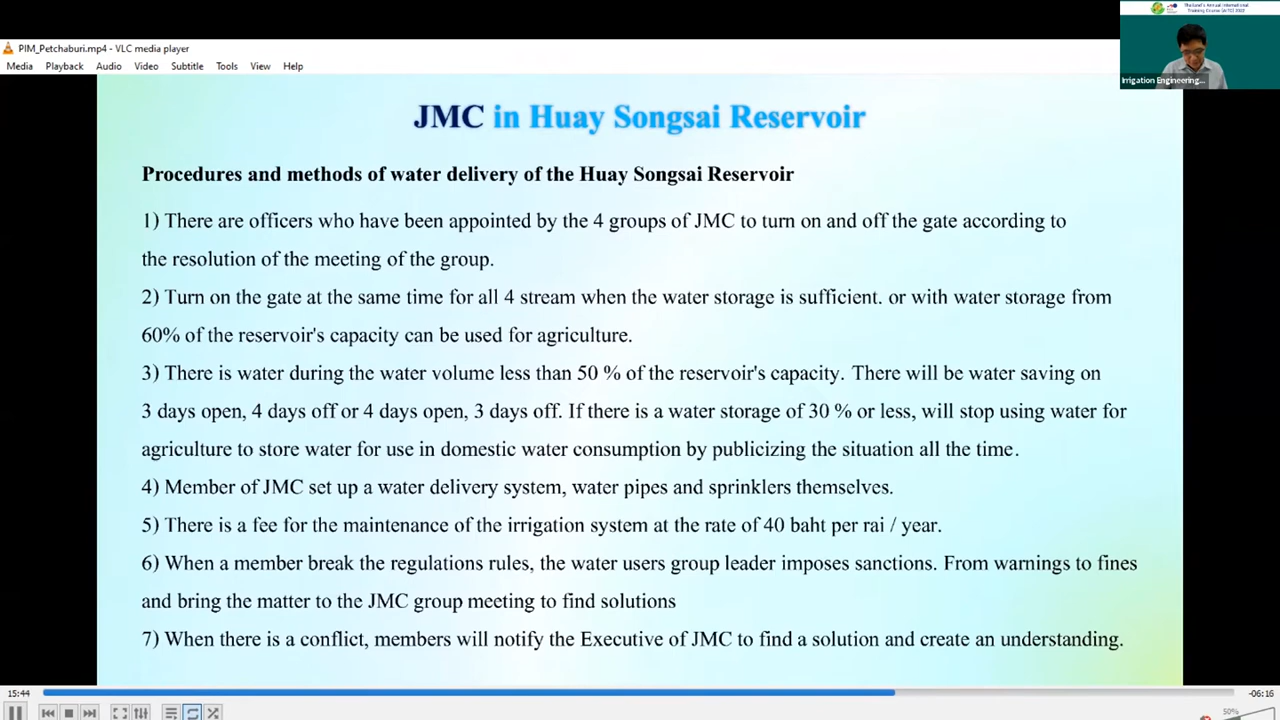 The Land's Annual International
Training Course (AITC) 2022
PIM_Petchaburi.mp4 - VLC media player
Media Playback Audio Video Subtitle Tools View Help
Irrigation Engineering...
JMC in Huay Songsai Reservoir
Procedures and methods of water delivery of the Huay Songsai Reservoir
1) There are officers who have been appointed by the 4 groups of JMC to turn on and off the gate according to
the resolution of the meeting of the group.
2) Turn on the gate at the same time for all 4 stream when the water storage is sufficient. or with water storage from
60% of the reservoir's capacity can be used for agriculture.
3) There is water during the water volume less than 50 % of the reservoir's capacity. There will be water saving on
3 days open, 4 days off or 4 days open, 3 days off. If there is a water storage of 30 % or less, will stop using water for
agriculture to store water for use in domestic water consumption by publicizing the situation all the time.
4) Member of JMC set up a water delivery system, water pipes and sprinklers themselves.
5) There is a fee for the maintenance of the irrigation system at the rate of 40 baht per rai / year.
6) When a member break the regulations rules, the water users group leader imposes sanctions. From warnings to fines
and bring the matter to the JMC group meeting to find solutions
7) When there is a conflict, members will notify the Executive of JMC to find a solution and create an understanding.
15:44
-06:16
50%